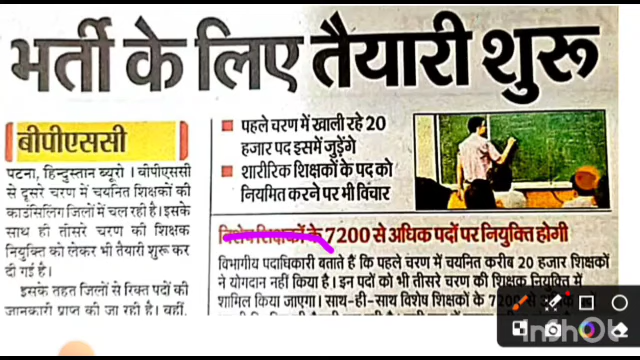 भर्ती के लिए तैयारी शुरू
बीपीएससी
पटना, हिन्दुस्तान ब्यूरो। बीपीएससी
से दूसरे चरण में चयनित शिक्षकों की
काउंसिलिंग जिलों में चल रही है। इसके
साथ ही तीसरे चरण की शिक्षक
नियुक्ति को लेकर भी तैयारी शुरू कर
दी गई है।
इसके तहत जिलों से रिक्त पदों की
जानकारी प्राप्त की जा रही है। वहीं,
पहले चरण में खाली रहे 20
हजार पद इसमें जुड़ेंगे
शारीरिक शिक्षकों के पद को
नियमित करने पर भी विचार
विशेष शिक्षकों के 7200 से अधिक पदों पर नियुक्ति होगी
विभागीय पदाधिकारी बताते हैं कि पहले चरण में चयनित करीब 20 हजार शिक्षकों
ने योगदान नहीं किया है। इन पदों को भी तीसरे चरण की शिक्षक नियुक्ति में
शामिल किया जाएगा। साथ-ही-साथ विशेष शिक्षकों के 7200 से
InShOt